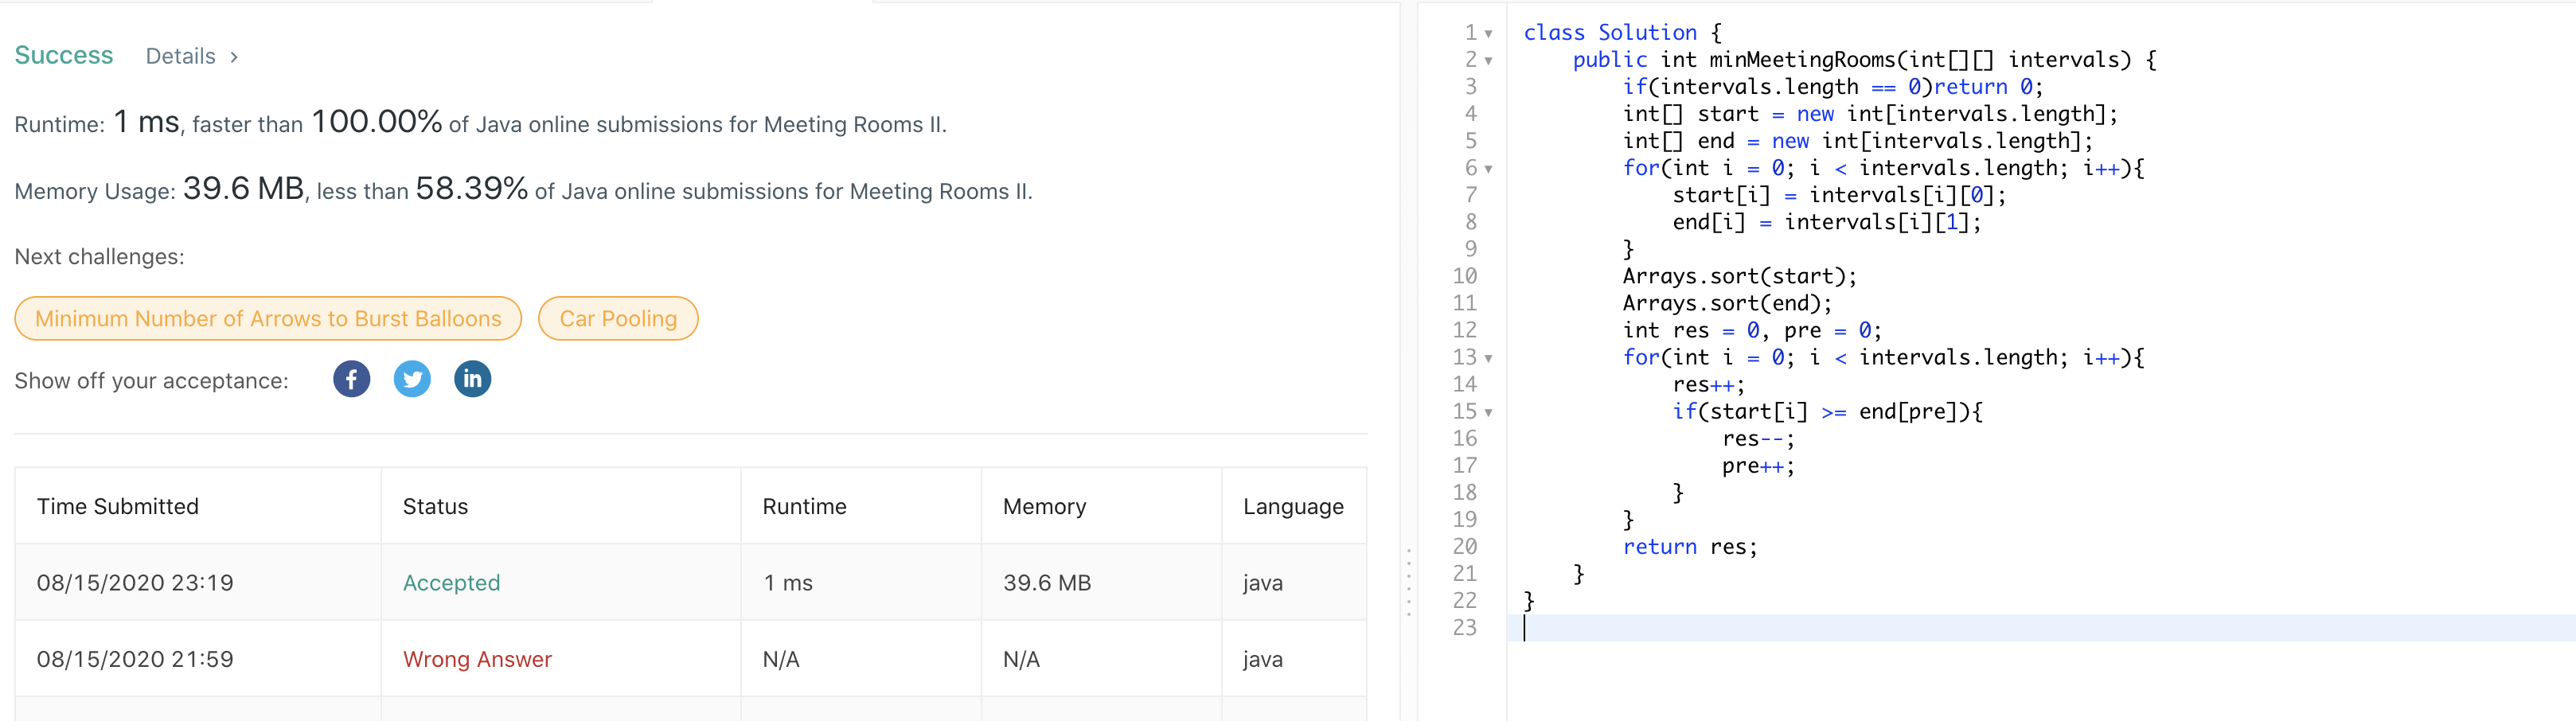 Success Details >
Runtime: 1 ms, faster than 100.00% of Java online submissions for Meeting Rooms II.
Memory Usage: 39.6 MB, less than 58.39% of Java online submissions for Meeting Rooms II.
Next challenges:
Minimum Number of Arrows to Burst Balloons Car Pooling
Show off your acceptance: f in
Time Submitted Status Runtime Memory Language
08/15/2020 23:19 Accepted 1 ms 39.6 MB java
08/15/2020 21:59 Wrong Answer N/A N/A java
1 class Solution {
2     public int minMeetingRooms(int[][] intervals) {
3         if(intervals.length == 0)return 0;
4         int[] start = new int[intervals.length];
5         int[] end = new int[intervals.length];
6         for(int i = 0; i < intervals.length; i++){
7             start[i] = intervals[i][0];
8             end[i] = intervals[i][1];
9         }
10         Arrays.sort(start);
11         Arrays.sort(end);
12         int res = 0, pre = 0;
13         for(int i = 0; i < intervals.length; i++){
14             res++;
15             if(start[i] >= end[pre]){
16                 res--;
17                 pre++;
18             }
19         }
20         return res;
21     }
22 }
23